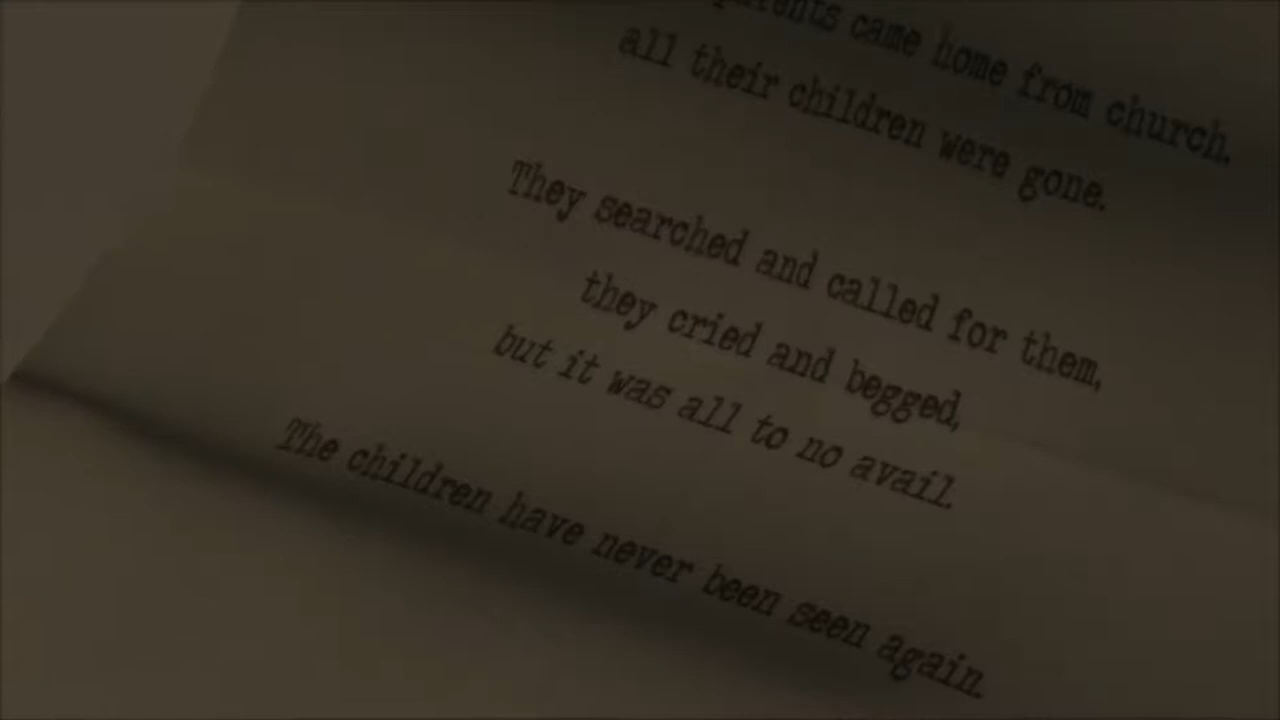 parents came home from church.
all their children were gone.
They searched and called for them,
they cried and begged,
but it was all to no avail.
The children have never been seen again.